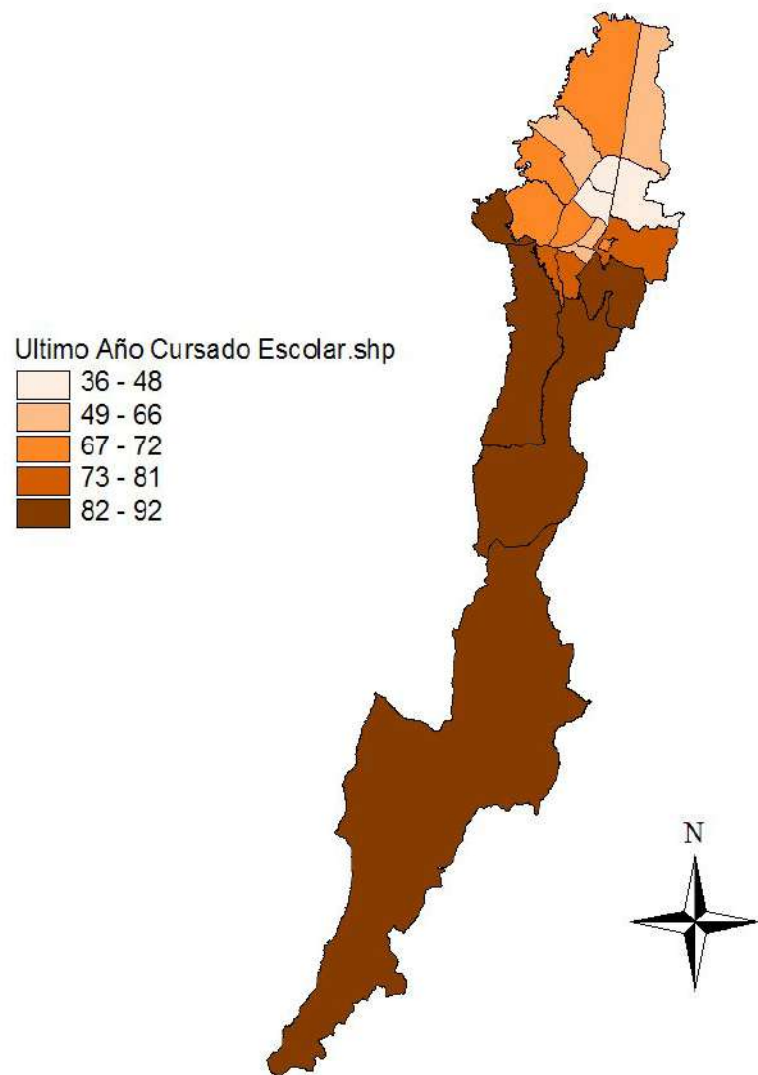 Ultimo Año Cursado Escolar.shp
36 - 48
49 - 66
67 - 72
73 - 81
82 - 92
N